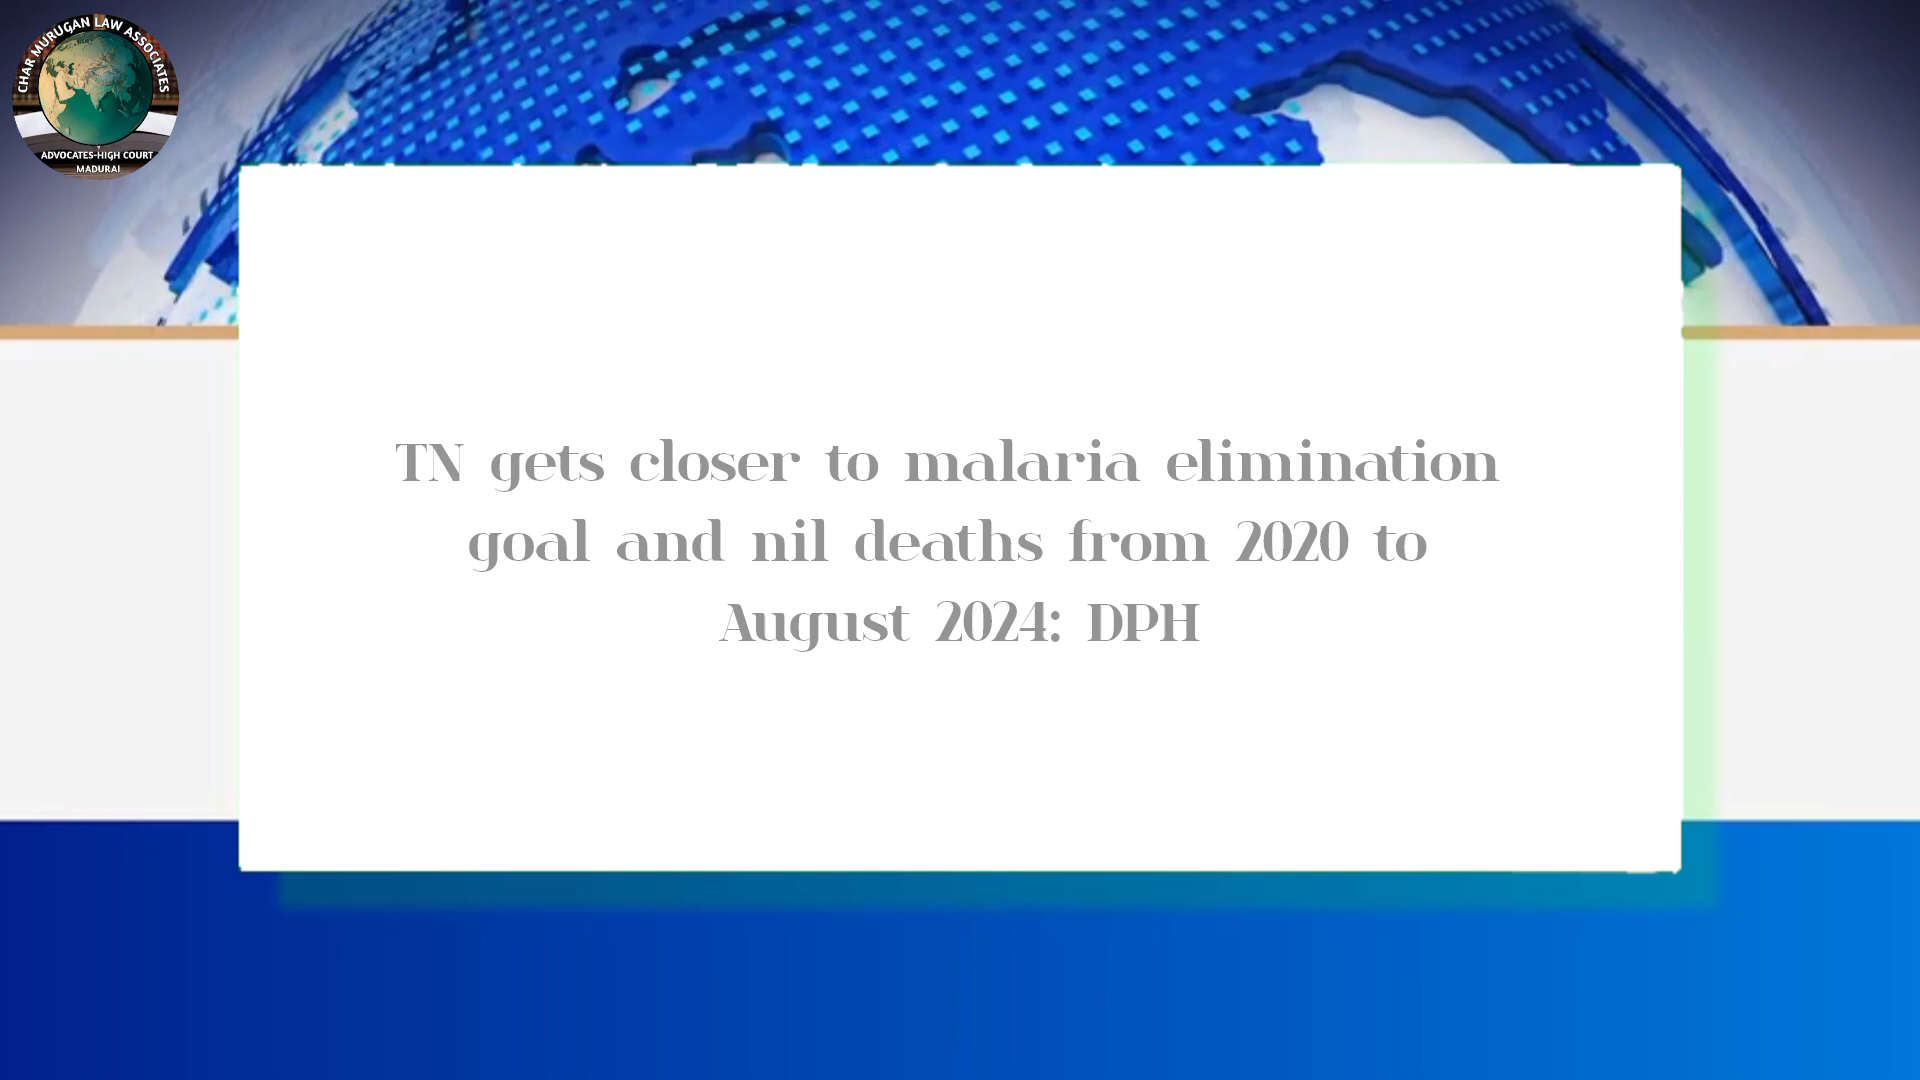 CHAR MURUGAN LAW ASSOCIATES
ADVOCATES-HIGH COURT
MADURAI
TN gets closer to malaria elimination
goal and nil deaths from 2020 to
August 2024: DPH